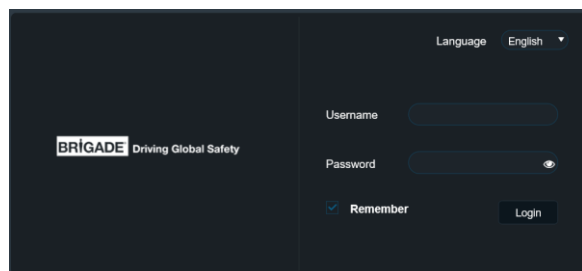 Language English
Username
BRIGADE Driving Global Safety
Password
Remember
Login